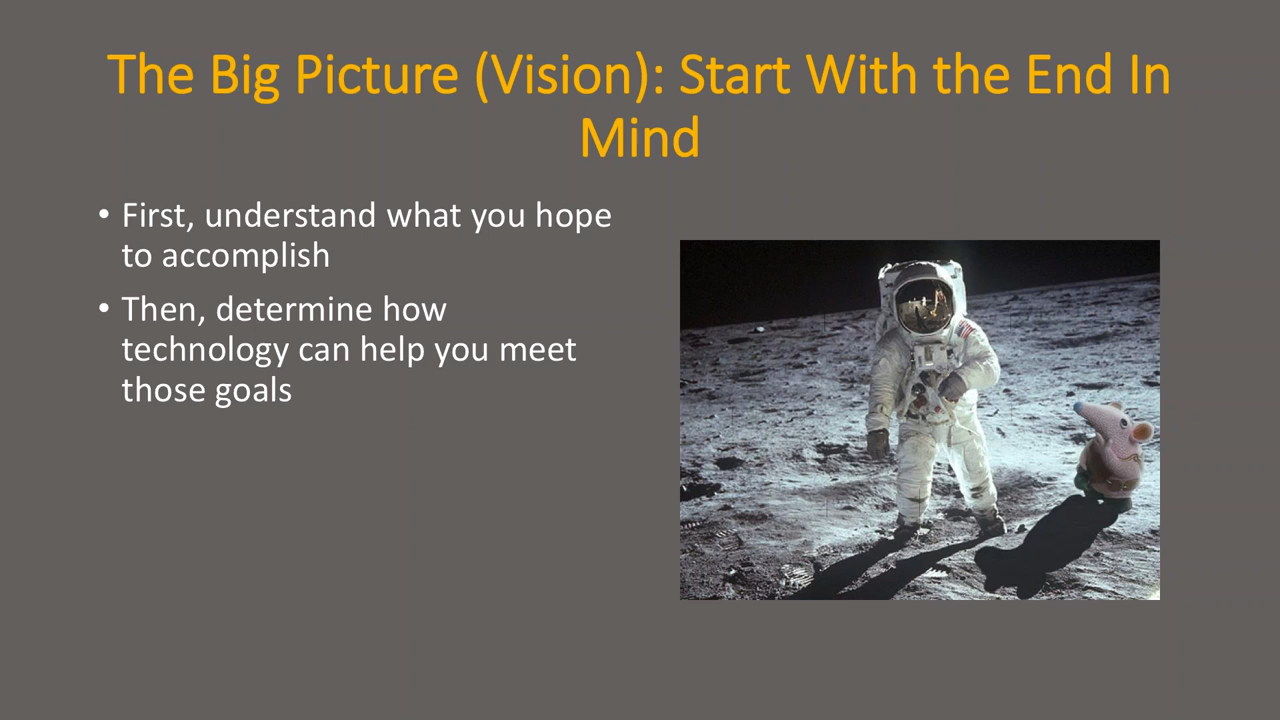 The Big Picture (Vision): Start With the End In
Mind
• First, understand what you hope
to accomplish
• Then, determine how
technology can help you meet
those goals